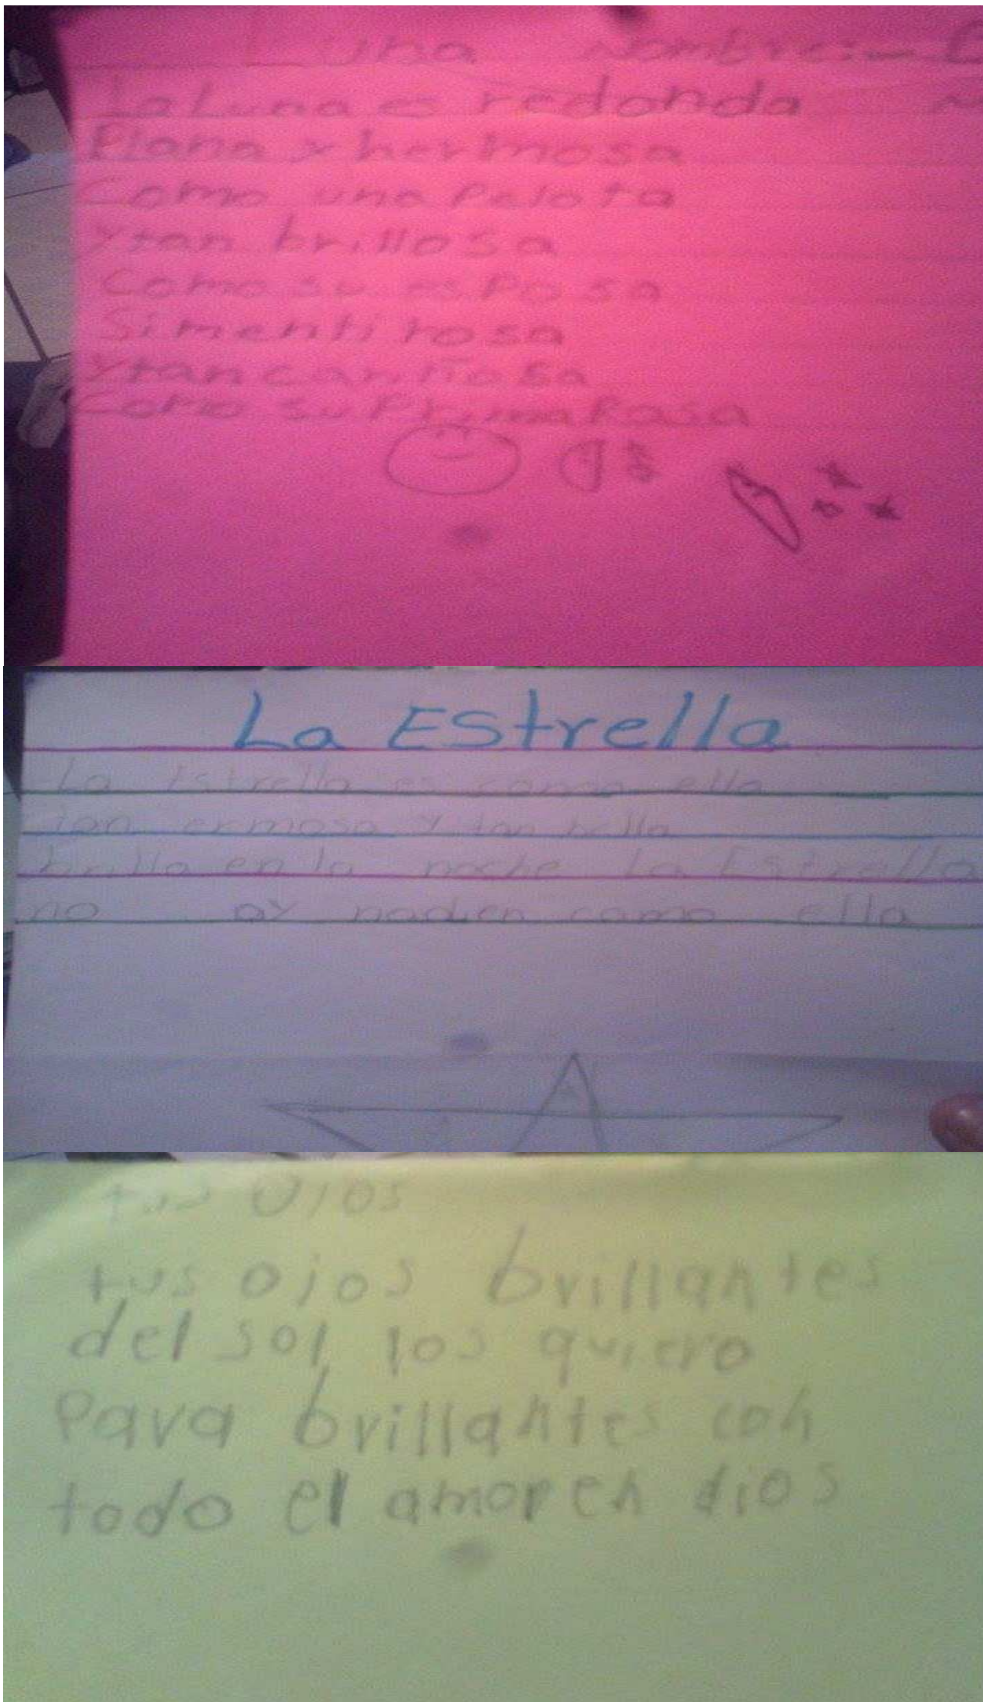 Luna Nombre:-
La Luna es redonda
Plana y hermosa
Como una Pelota
y tan brillosa
Como su esposa
Si mentirosa
y tan cariñosa
Como su Prima Rosa
La Estrella
La Estrella es como ella
tan ermosa y tan bella
brilla en la noche La Estrella
no ay nadien como ella
tus Ojos
tus ojos brillantes
del sol los quiero
Para brillantes con
todo el amor en dios